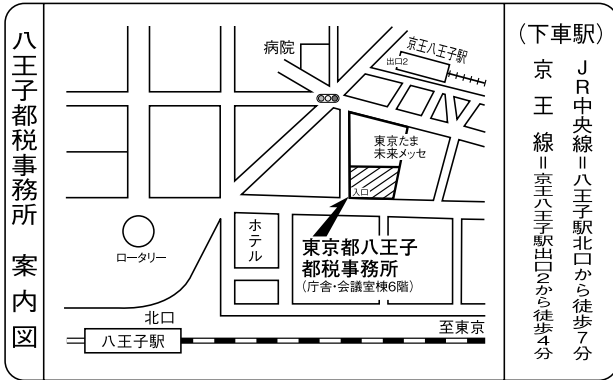 八王子都税事務所 案内図
病院
京王八王子駅
出口2
東京たま
未来メッセ
入口
ホテル
ロータリー
東京都八王子
都税事務所
(庁舎・会議室棟6階)
北口
至東京
八王子駅
(下車駅)
JR中央線＝八王子駅北口から徒歩7分
京王線＝京王八王子駅出口2から徒歩4分